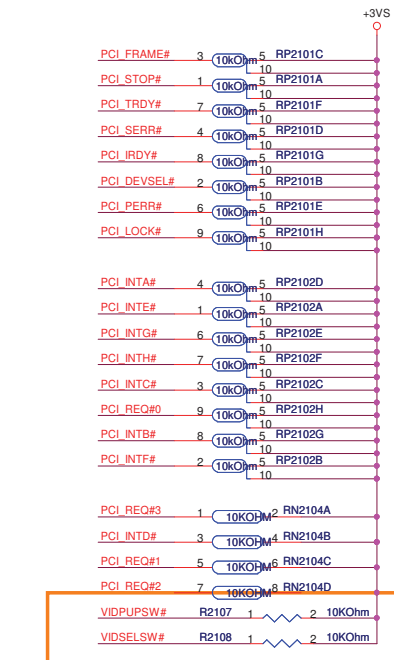 +3VS
PCI_FRAME# 3 10kOhm 5 RP2101C
10
PCI_STOP# 1 10kOhm 5 RP2101A
10
PCI_TRDY# 7 10kOhm 5 RP2101F
10
PCI_SERR# 4 10kOhm 5 RP2101D
10
PCI_IRDY# 8 10kOhm 5 RP2101G
10
PCI_DEVSEL# 2 10kOhm 5 RP2101B
10
PCI_PERR# 6 10kOhm 5 RP2101E
10
PCI_LOCK# 9 10kOhm 5 RP2101H
10
PCI_INTA# 4 10kOhm 5 RP2102D
10
PCI_INTE# 1 10kOhm 5 RP2102A
10
PCI_INTG# 6 10kOhm 5 RP2102E
10
PCI_INTH# 7 10kOhm 5 RP2102F
10
PCI_INTC# 3 10kOhm 5 RP2102C
10
PCI_REQ#0 9 10kOhm 5 RP2102H
10
PCI_INTB# 8 10kOhm 5 RP2102G
10
PCI_INTF# 2 10kOhm 5 RP2102B
10
PCI_REQ#3 1 10KOHM 2 RN2104A
PCI_INTD# 3 10KOHM 4 RN2104B
PCI_REQ#1 5 10KOHM 6 RN2104C
PCI_REQ#2 7 10KOHM 8 RN2104D
VIDPUPSW# R2107 1 2 10KOhm
VIDSELSW# R2108 1 2 10KOhm